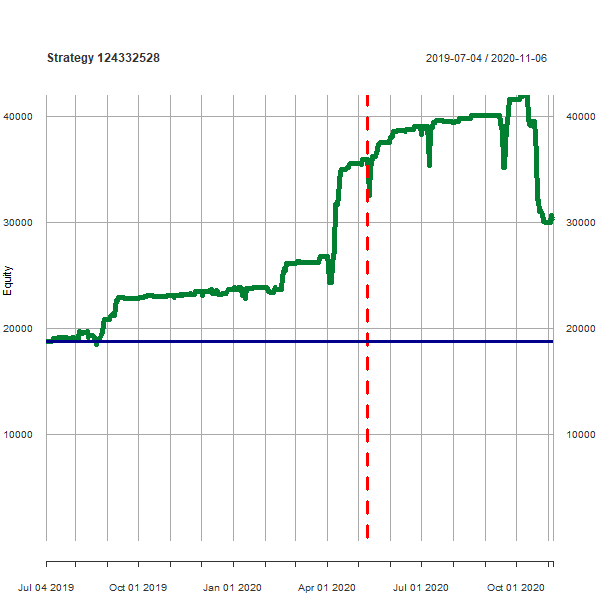 Strategy 124332528
2019-07-04 / 2020-11-06
40000
40000
30000
30000
Equity
20000
20000
10000
10000
Jul 04 2019
Oct 01 2019
Jan 01 2020
Apr 01 2020
Jul 01 2020
Oct 01 2020